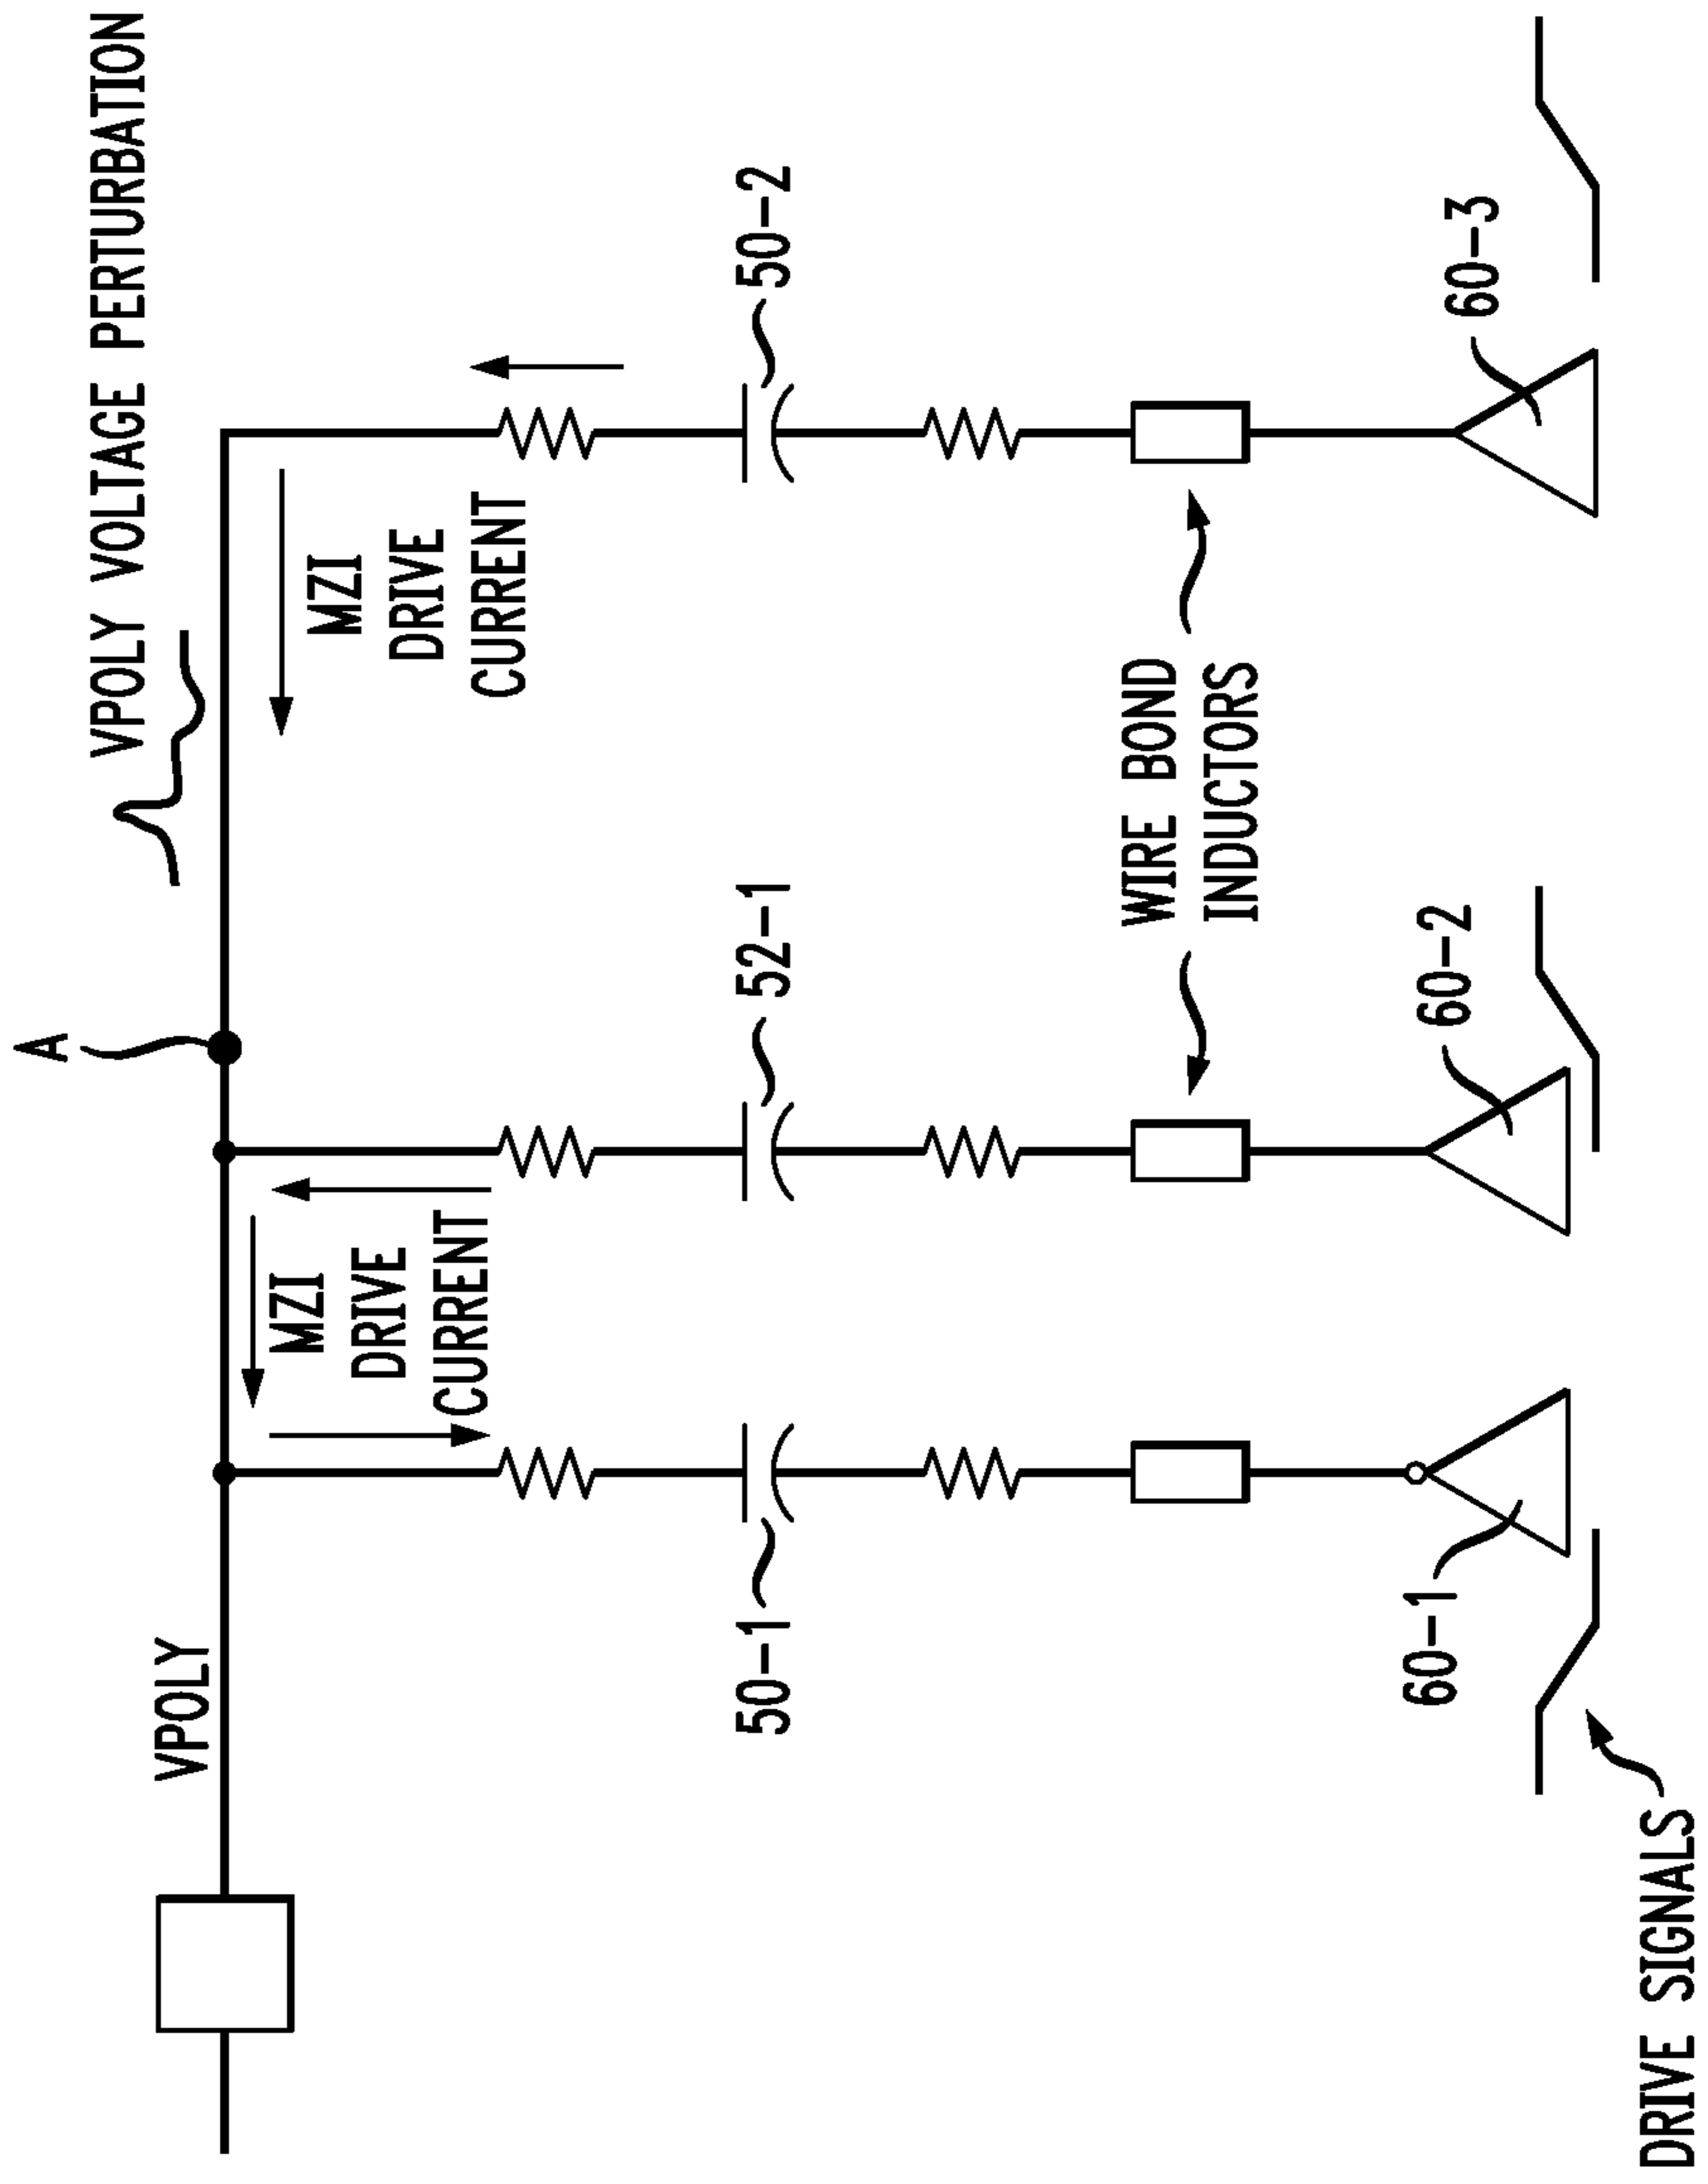 A
VPOLY VOLTAGE PERTURBATION
VPOLY
MZI
DRIVE
CURRENT
MZI
DRIVE
CURRENT
50-1
52-1
50-2
WIRE BOND
INDUCTORS
60-1
60-2
60-3
DRIVE SIGNALS